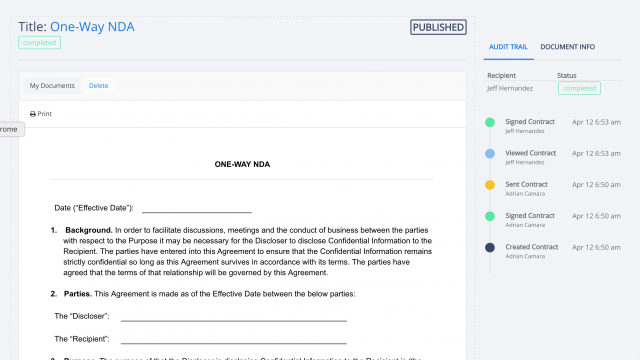 Title: One-Way NDA
PUBLISHED
completed
My Documents Delete
Print
rome
ONE-WAY NDA
Date (“Effective Date”):
1. Background. In order to facilitate discussions, meetings and the conduct of business between the parties
with respect to the Purpose it may be necessary for the Discloser to disclose Confidential Information to the
Recipient. The parties have entered into this Agreement to ensure that the Confidential Information remains
strictly confidential so long as this Agreement survives in accordance with its terms. The parties have
agreed that the terms of that relationship will be governed by this Agreement.
2. Parties. This Agreement is made as of the Effective Date between the below parties:
The “Discloser”:
The “Recipient”:
AUDIT TRAIL DOCUMENT INFO
Recipient Status
Jeff Hernandez completed
Signed Contract Apr 12 6:53 am
Jeff Hernandez
Viewed Contract Apr 12 6:53 am
Jeff Hernandez
Sent Contract Apr 12 6:50 am
Adrian Camara
Signed Contract Apr 12 6:50 am
Adrian Camara
Created Contract Apr 12 6:50 am
Adrian Camara